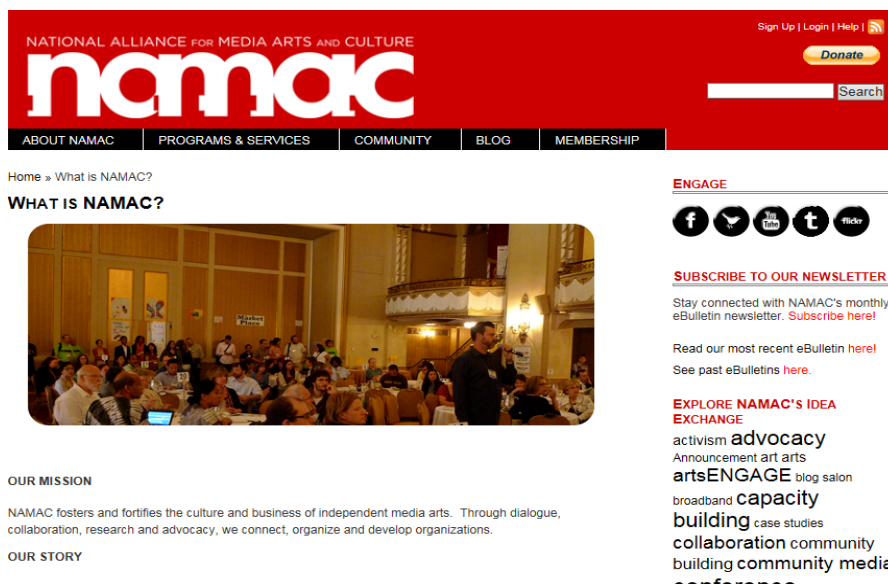 Sign Up | Login | Help |
NATIONAL ALLIANCE FOR MEDIA ARTS AND CULTURE
namac
Donate
Search
ABOUT NAMAC PROGRAMS & SERVICES COMMUNITY BLOG MEMBERSHIP
Home » What is NAMAC?
WHAT IS NAMAC?
Market
Place
OUR MISSION
NAMAC fosters and fortifies the culture and business of independent media arts. Through dialogue,
collaboration, research and advocacy, we connect, organize and develop organizations.
OUR STORY
ENGAGE
f You Tube t flickr
SUBSCRIBE TO OUR NEWSLETTER
Stay connected with NAMAC's monthly
eBulletin newsletter. Subscribe here!
Read our most recent eBulletin here!
See past eBulletins here.
EXPLORE NAMAC'S IDEA
EXCHANGE
activism advocacy
Announcement art arts
artsENGAGE blog salon
broadband capacity
building case studies
collaboration community
building community media
conference